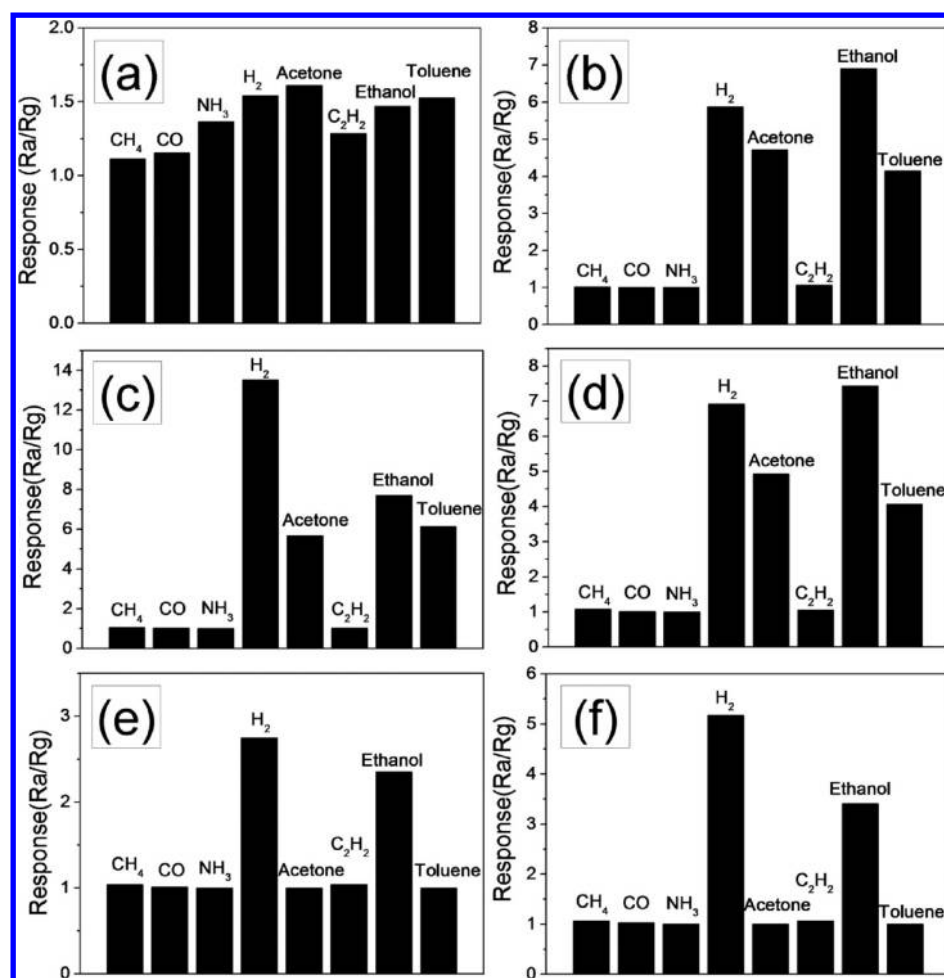 (a)
Response (Ra/Rg)
2.0
1.5
1.0
0.5
0.0
CH₄
CO
NH₃
H₂
Acetone
C₂H₂
Ethanol
Toluene
(b)
Response(Ra/Rg)
8
7
6
5
4
3
2
1
0
CH₄
CO
NH₃
H₂
Acetone
C₂H₂
Ethanol
Toluene
(c)
Response(Ra/Rg)
14
12
10
8
6
4
2
0
CH₄
CO
NH₃
H₂
Acetone
C₂H₂
Ethanol
Toluene
(d)
Response(Ra/Rg)
8
7
6
5
4
3
2
1
0
CH₄
CO
NH₃
H₂
Acetone
C₂H₂
Ethanol
Toluene
(e)
Response(Ra/Rg)
3
2
1
0
CH₄
CO
NH₃
H₂
Acetone
C₂H₂
Ethanol
Toluene
(f)
Response(Ra/Rg)
6
5
4
3
2
1
0
CH₄
CO
NH₃
H₂
Acetone
C₂H₂
Ethanol
Toluene